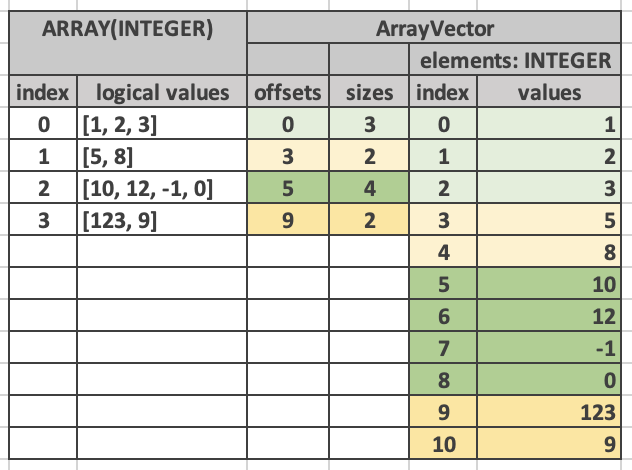 ARRAY(INTEGER) ArrayVector
elements: INTEGER
index logical values offsets sizes index values
0 [1, 2, 3] 0 3 0 1
1 [5, 8] 3 2 1 2
2 [10, 12, -1, 0] 5 4 2 3
3 [123, 9] 9 2 3 5
4 8
5 10
6 12
7 -1
8 0
9 123
10 9